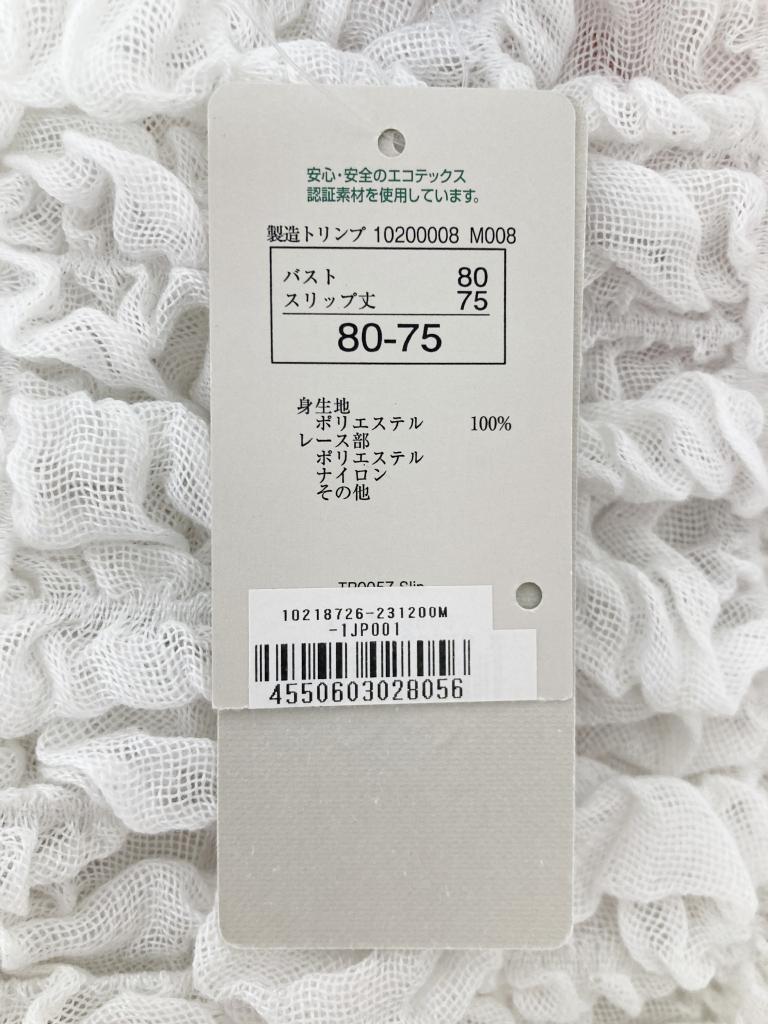 安心・安全のエコテックス
認証素材を使用しています。
製造トリンプ 10200008 M008
バスト 80
スリップ丈 75
80-75
身生地
ポリエステル 100%
レース部
ポリエステル
ナイロン
その他
10218726-231200M
-1JP001
4550603028056